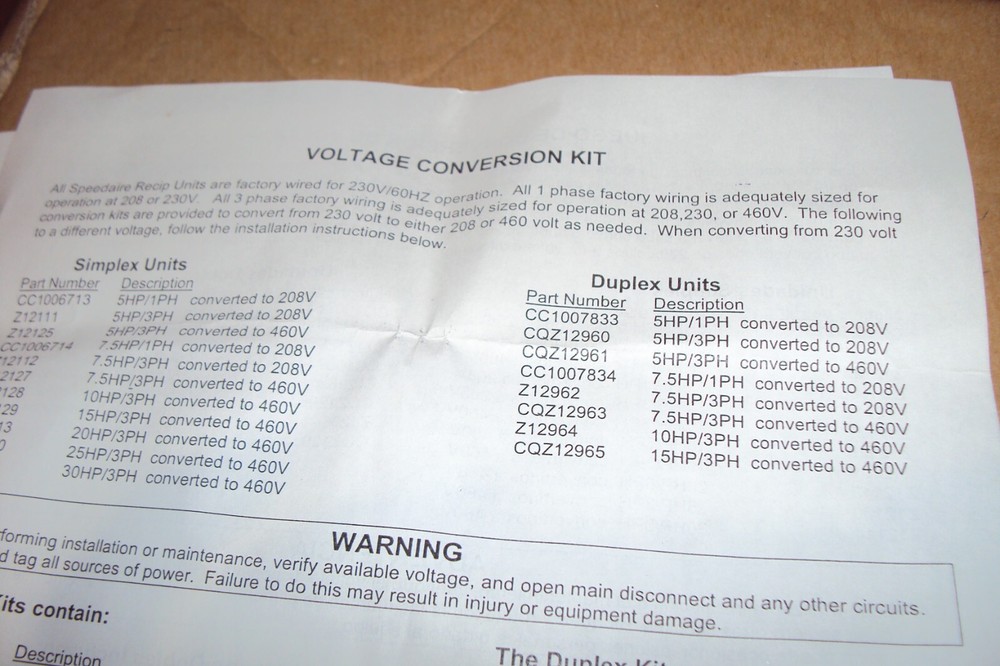 VOLTAGE CONVERSION KIT
All Speedaire Recip Units are factory wired for 230V/60HZ operation. All 1 phase factory wiring is adequately sized for
operation at 208 or 230V. All 3 phase factory wiring is adequately sized for operation at 208,230, or 460V. The following
conversion kits are provided to convert from 230 volt to either 208 or 460 volt as needed. When converting from 230 volt
to a different voltage, follow the installation instructions below.
Simplex Units
Part Number Description
CC1006713 5HP/1PH converted to 208V
Z12111 5HP/3PH converted to 208V
Z12125 5HP/3PH converted to 460V
CC1006714 7.5HP/1PH converted to 208V
12112 7.5HP/3PH converted to 208V
2127 7.5HP/3PH converted to 460V
128 10HP/3PH converted to 460V
29 15HP/3PH converted to 460V
13 20HP/3PH converted to 460V
0 25HP/3PH converted to 460V
30HP/3PH converted to 460V
Duplex Units
Part Number Description
CC1007833 5HP/1PH converted to 208V
CQZ12960 5HP/3PH converted to 208V
CQZ12961 5HP/3PH converted to 460V
CC1007834 7.5HP/1PH converted to 208V
Z12962 7.5HP/3PH converted to 208V
CQZ12963 7.5HP/3PH converted to 460V
Z12964 10HP/3PH converted to 460V
CQZ12965 15HP/3PH converted to 460V
WARNING
forming installation or maintenance, verify available voltage, and open main disconnect and any other circuits.
d tag all sources of power. Failure to do this may result in injury or equipment damage.
Kits contain:
Description
The Duplex Kit